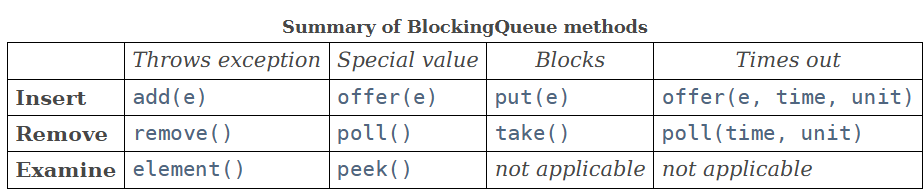 Summary of BlockingQueue methods
Throws exception Special value Blocks Times out
Insert add(e) offer(e) put(e) offer(e, time, unit)
Remove remove() poll() take() poll(time, unit)
Examine element() peek() not applicable not applicable